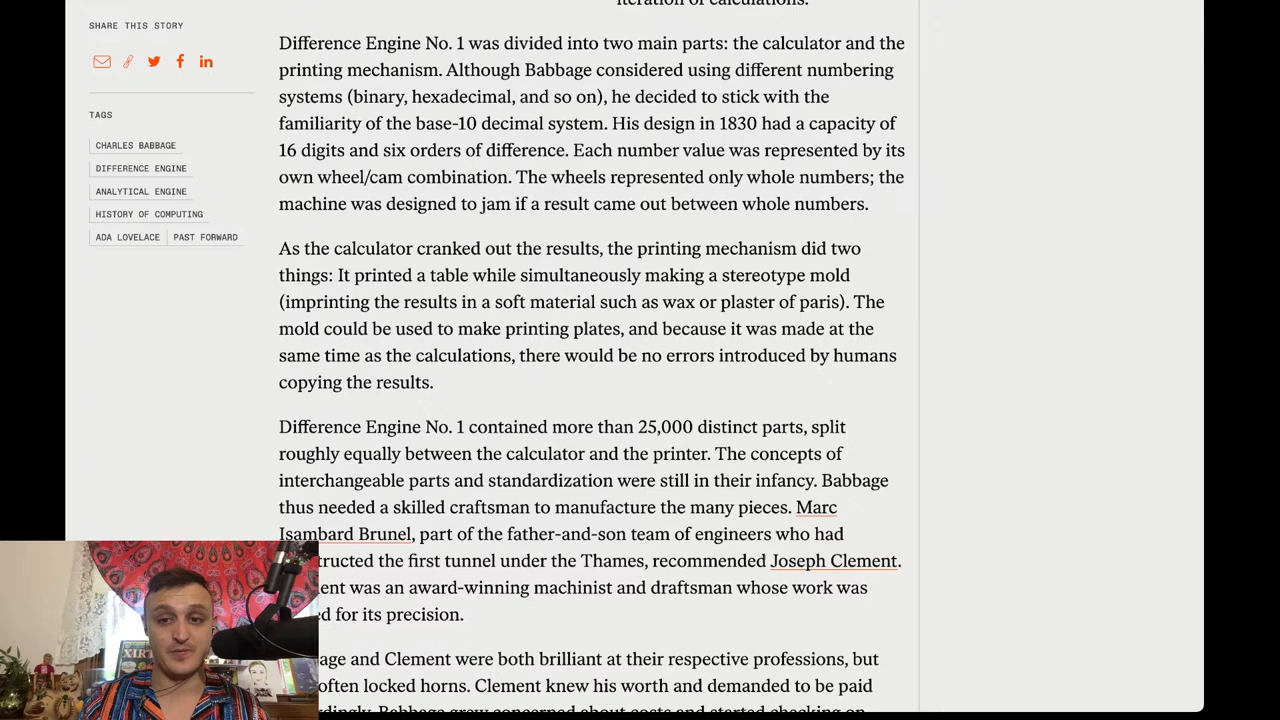 iteration of calculations.
SHARE THIS STORY
TAGS
CHARLES BABBAGE
DIFFERENCE ENGINE
ANALYTICAL ENGINE
HISTORY OF COMPUTING
ADA LOVELACE
PAST FORWARD
Difference Engine No. 1 was divided into two main parts: the calculator and the
printing mechanism. Although Babbage considered using different numbering
systems (binary, hexadecimal, and so on), he decided to stick with the
familiarity of the base-10 decimal system. His design in 1830 had a capacity of
16 digits and six orders of difference. Each number value was represented by its
own wheel/cam combination. The wheels represented only whole numbers; the
machine was designed to jam if a result came out between whole numbers.
As the calculator cranked out the results, the printing mechanism did two
things: It printed a table while simultaneously making a stereotype mold
(imprinting the results in a soft material such as wax or plaster of paris). The
mold could be used to make printing plates, and because it was made at the
same time as the calculations, there would be no errors introduced by humans
copying the results.
Difference Engine No. 1 contained more than 25,000 distinct parts, split
roughly equally between the calculator and the printer. The concepts of
interchangeable parts and standardization were still in their infancy. Babbage
thus needed a skilled craftsman to manufacture the many pieces. Marc
Isambard Brunel, part of the father-and-son team of engineers who had
tructed the first tunnel under the Thames, recommended Joseph Clement.
ent was an award-winning machinist and draftsman whose work was
ed for its precision.
age and Clement were both brilliant at their respective professions, but
often locked horns. Clement knew his worth and demanded to be paid
rdingly. Babbage grew concerned about costs and started checking on